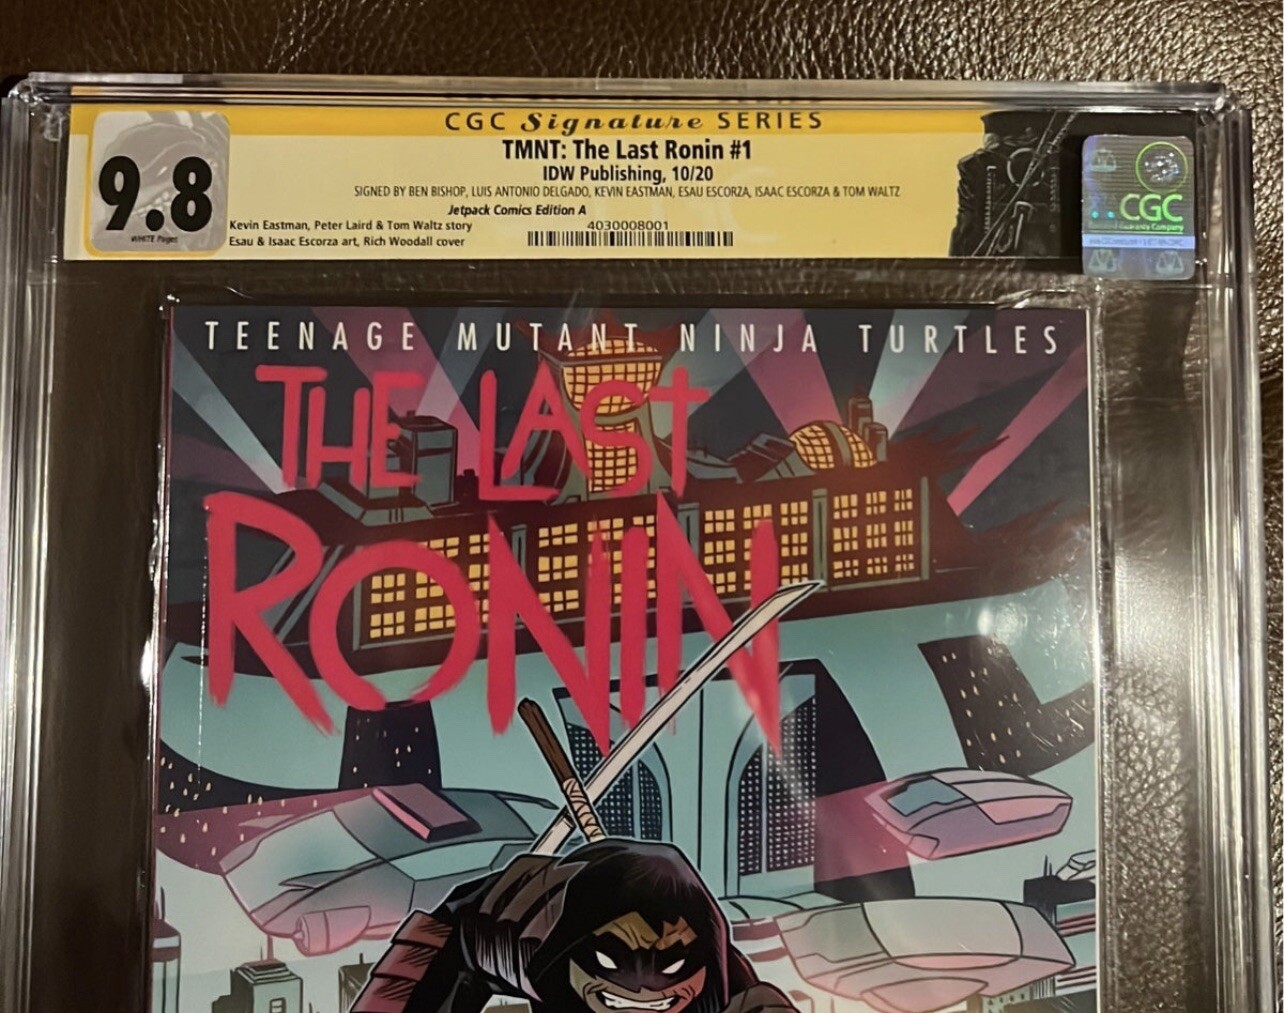 CGC Signature SERIES
TMNT: The Last Ronin #1
IDW Publishing, 10/20
SIGNED BY BEN BISHOP, LUIS ANTONIO DELGADO, KEVIN EASTMAN, ESAU ESCORZA, ISAAC ESCORZA & TOM WALTZ
Jetpack Comics Edition A
9.8
WHITE Pages
Kevin Eastman, Peter Laird & Tom Waltz story
Esau & Isaac Escorza art, Rich Woodall cover
4030008001
CGC
TEENAGE MUTANT NINJA TURTLES
THE LAST
RONIN